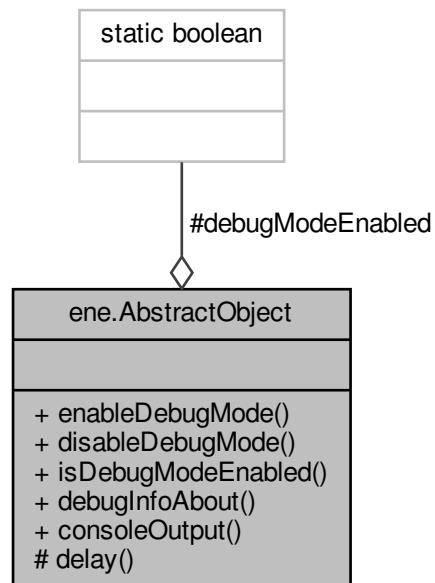 static boolean
#debugModeEnabled
ene.AbstractObject
+ enableDebugMode()
+ disableDebugMode()
+ isDebugModeEnabled()
+ debugInfoAbout()
+ consoleOutput()
# delay()